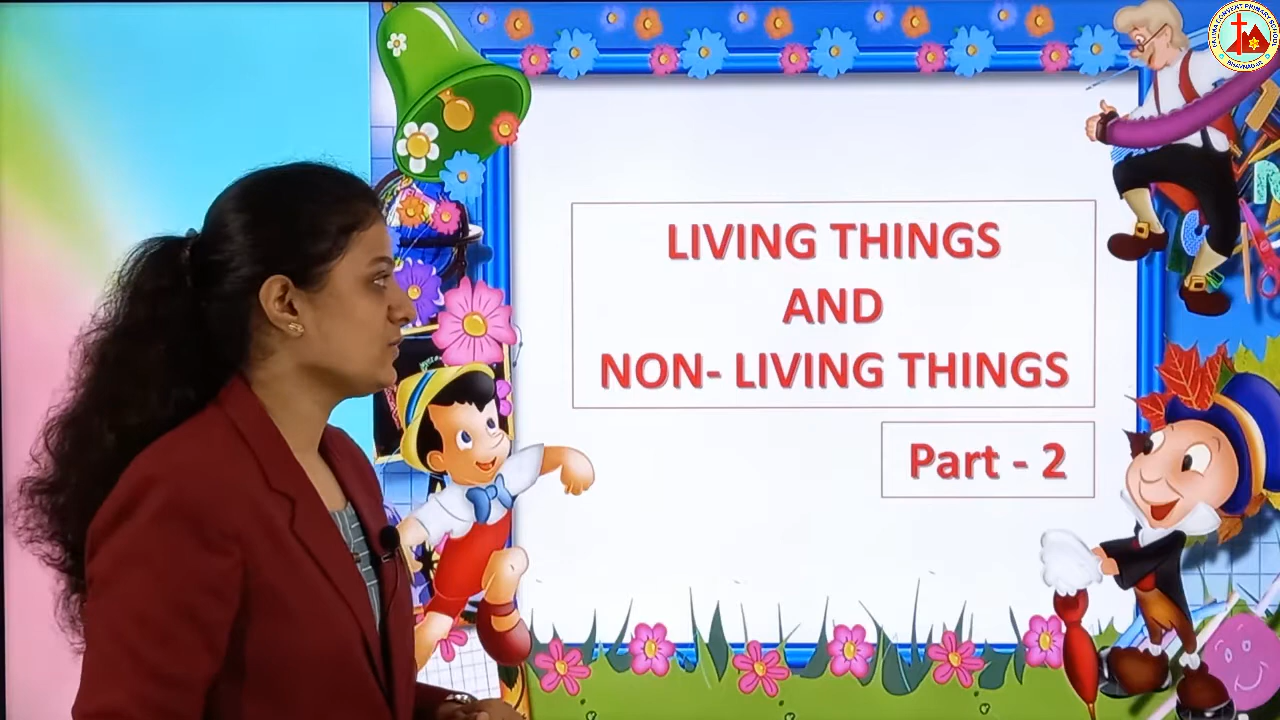 LIVING THINGS
AND
NON- LIVING THINGS
Part - 2